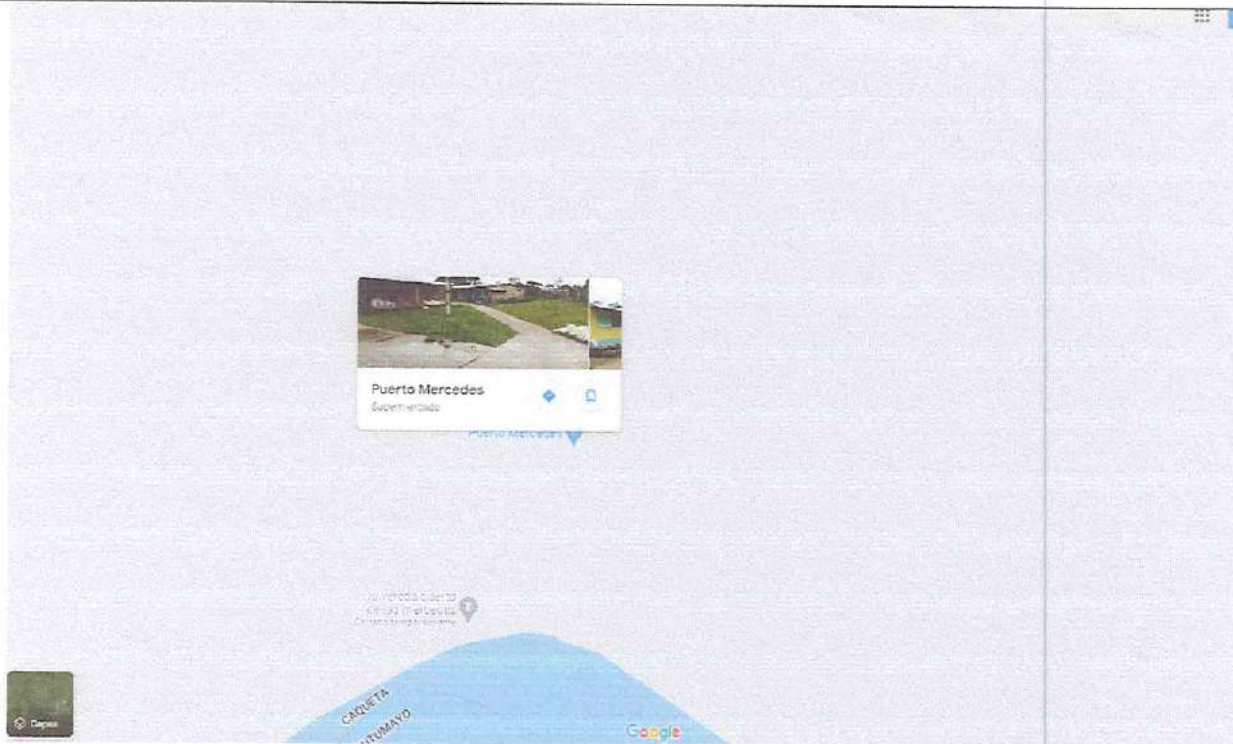 Puerto Mercedes
Supermercado
Puerto Mercedes
CAQUETA
PUTUMAYO
Capas
Google